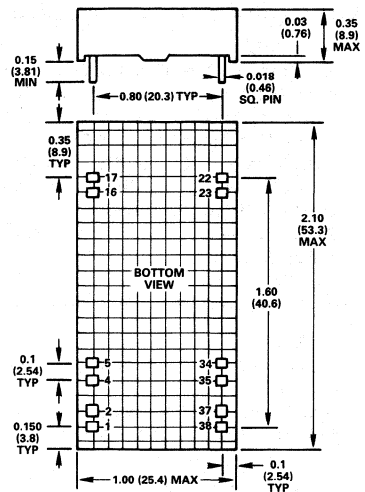 0.03
(0.76)
0.35
(8.9)
MAX
0.15
(3.81)
MIN
0.80 (20.3) TYP
0.018
(0.46)
SQ. PIN
0.35
(8.9)
TYP
17
22
16
23
2.10
(53.3)
MAX
BOTTOM
VIEW
1.60
(40.6)
0.1
(2.54)
TYP
5
34
4
35
2
37
0.150
(3.8)
TYP
1
38
1.00 (25.4) MAX
0.1
(2.54)
TYP